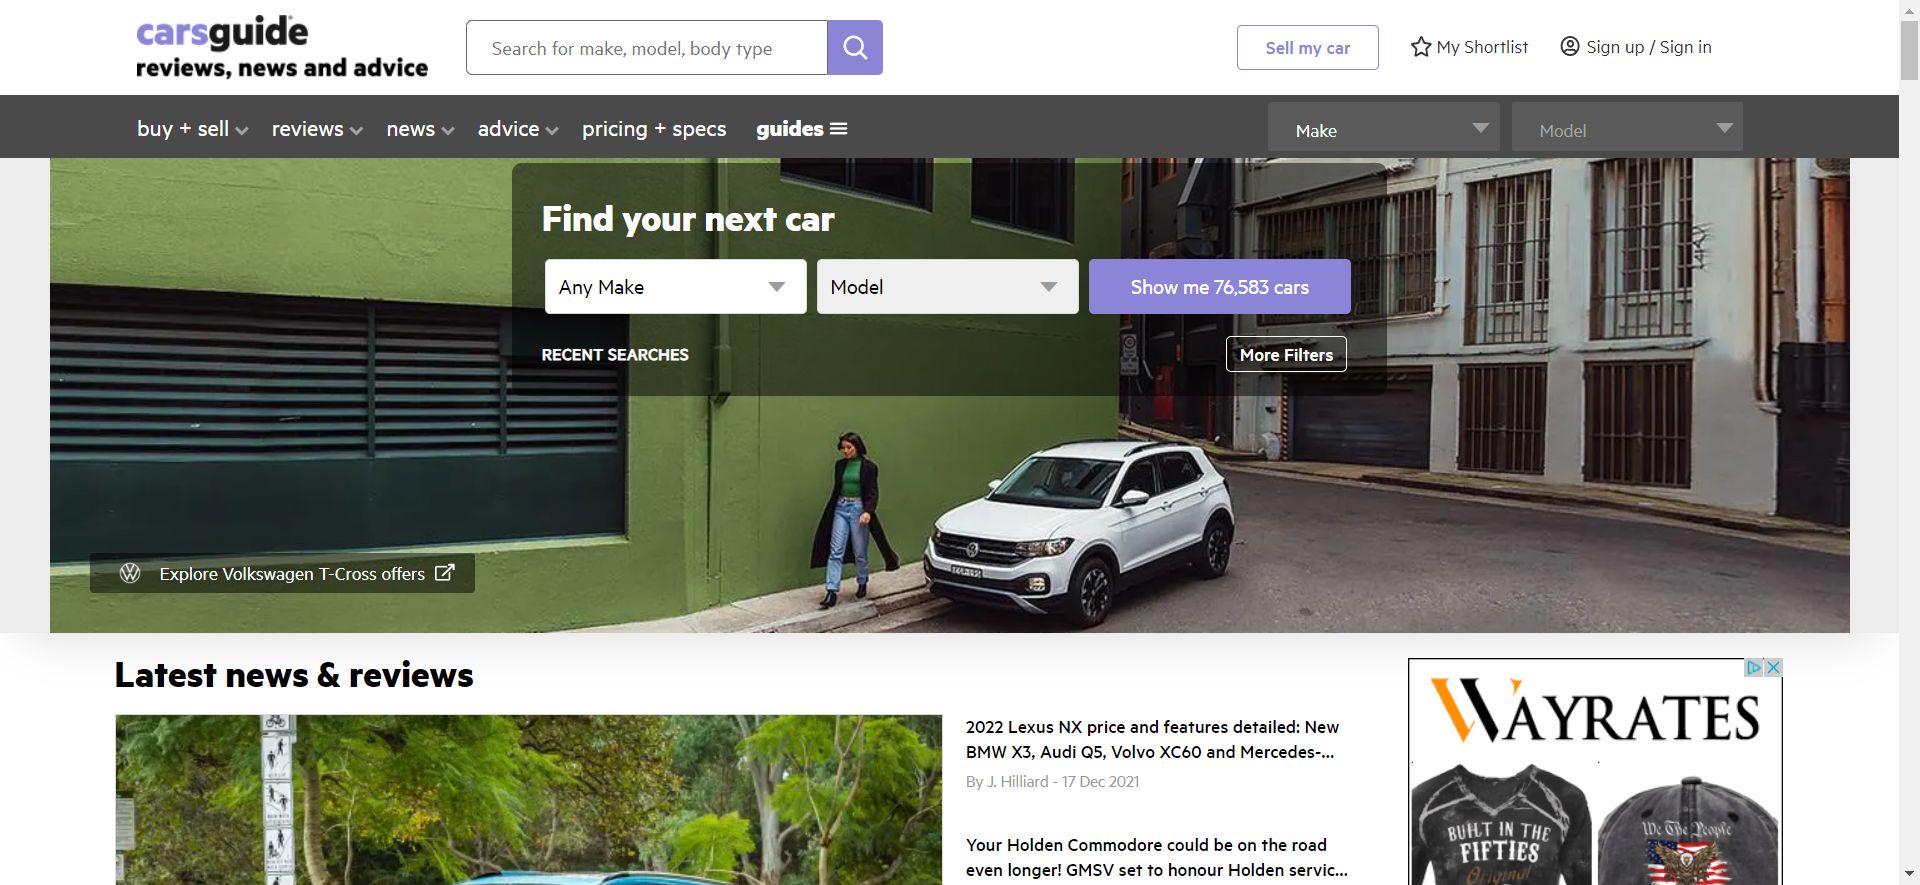 carsguide
reviews, news and advice
Search for make, model, body type
Sell my car
My Shortlist
Sign up / Sign in
buy + sell
reviews
news
advice
pricing + specs
guides
Make
Model
Find your next car
Any Make
Model
Show me 76,583 cars
RECENT SEARCHES
More Filters
Explore Volkswagen T-Cross offers
Latest news & reviews
2022 Lexus NX price and features detailed: New
BMW X3, Audi Q5, Volvo XC60 and Mercedes-...
By J. Hilliard - 17 Dec 2021
Your Holden Commodore could be on the road
even longer! GMSV set to honour Holden servic...
WAYRATES
BUILT IN THE
FIFTIES
Original
We The People